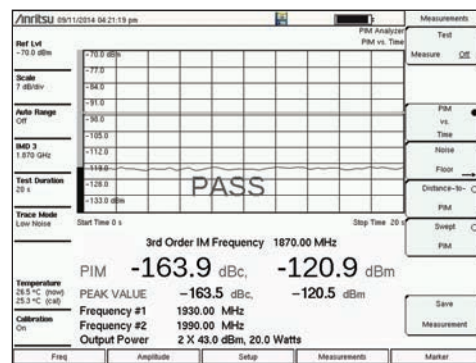 Anritsu 09/11/2014 04:21:19 pm
Measurements
PIM Analyzer
PIM vs. Time
Ref Lvl
-70.0 dBm
Scale
7 dB/div
Auto Range
Off
IMD 3
1.870 GHz
Test Duration
20 s
Trace Mode
Low Noise
Temperature
26.5 °C (now)
25.3 °C (cal)
Calibration
On
-70.0 dBm
-77.0
-84.0
-91.0
-98.0
-105.0
-112.0
-119.0
-126.0
-133.0 dBm
PASS
Start Time 0 s
Stop Time 20 s
3rd Order IM Frequency 1870.00 MHz
PIM -163.9 dBc, -120.9 dBm
PEAK VALUE -163.5 dBc, -120.5 dBm
Frequency #1 1930.00 MHz
Frequency #2 1990.00 MHz
Output Power 2 X 43.0 dBm, 20.0 Watts
Test
Measure Off
PIM
vs.
Time
Noise
Floor
Distance-to-
PIM
Swept
PIM
Save
Measurement
Freq
Amplitude
Setup
Measurements
Marker